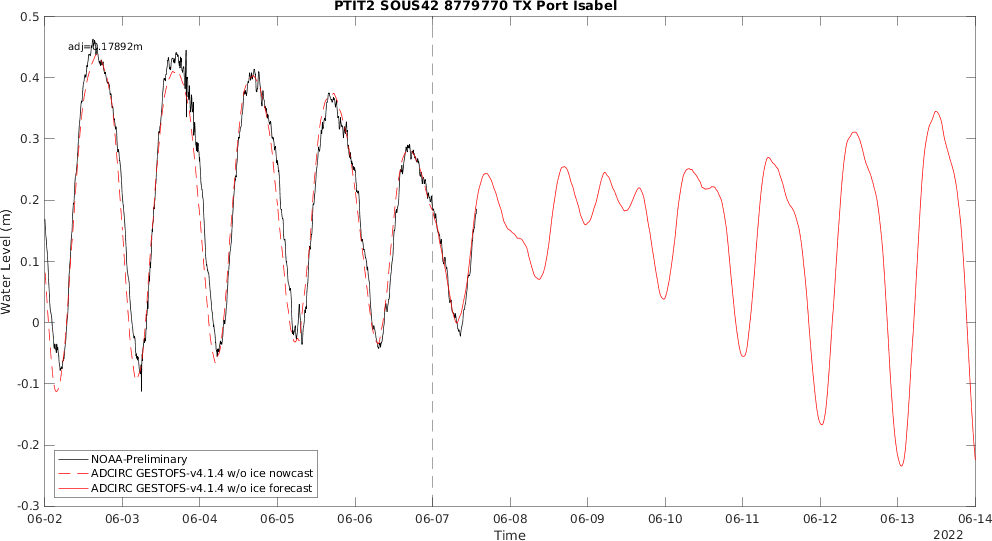 PTIT2 SOUS42 8779770 TX Port Isabel
adj=0.17892m
0.5
0.4
0.3
0.2
0.1
0
-0.1
-0.2
-0.3
Water Level (m)
NOAA-Preliminary
ADCIRC GESTOFS-v4.1.4 w/o ice nowcast
ADCIRC GESTOFS-v4.1.4 w/o ice forecast
06-02 06-03 06-04 06-05 06-06 06-07 06-08 06-09 06-10 06-11 06-12 06-13 06-14
Time
2022